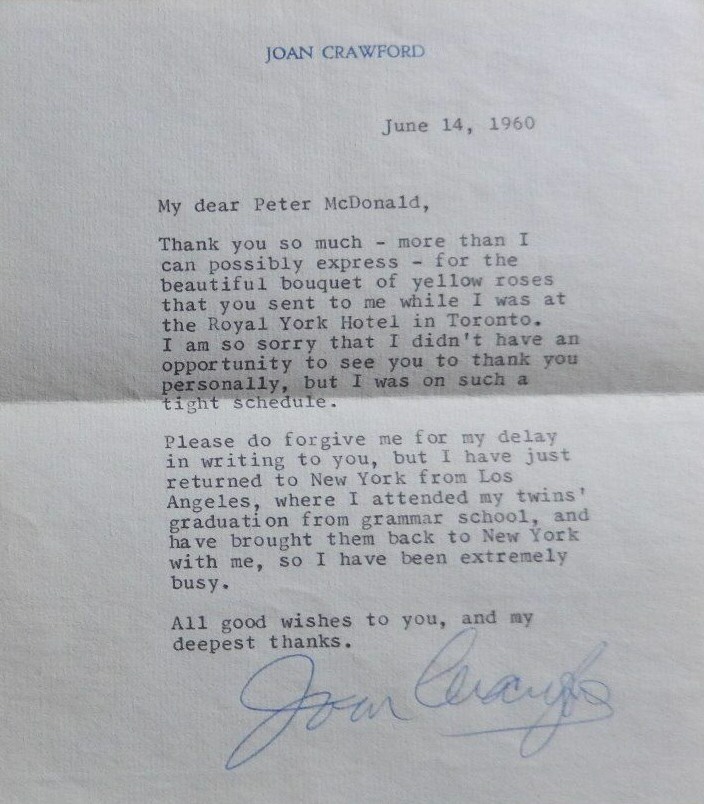 JOAN CRAWFORD
June 14, 1960
My dear Peter McDonald,
Thank you so much - more than I
can possibly express - for the
beautiful bouquet of yellow roses
that you sent to me while I was at
the Royal York Hotel in Toronto.
I am so sorry that I didn't have an
opportunity to see you to thank you
personally, but I was on such a
tight schedule.
Please do forgive me for my delay
in writing to you, but I have just
returned to New York from Los
Angeles, where I attended my twins'
graduation from grammar school, and
have brought them back to New York
with me, so I have been extremely
busy.
All good wishes to you, and my
deepest thanks.
Joan Crawford